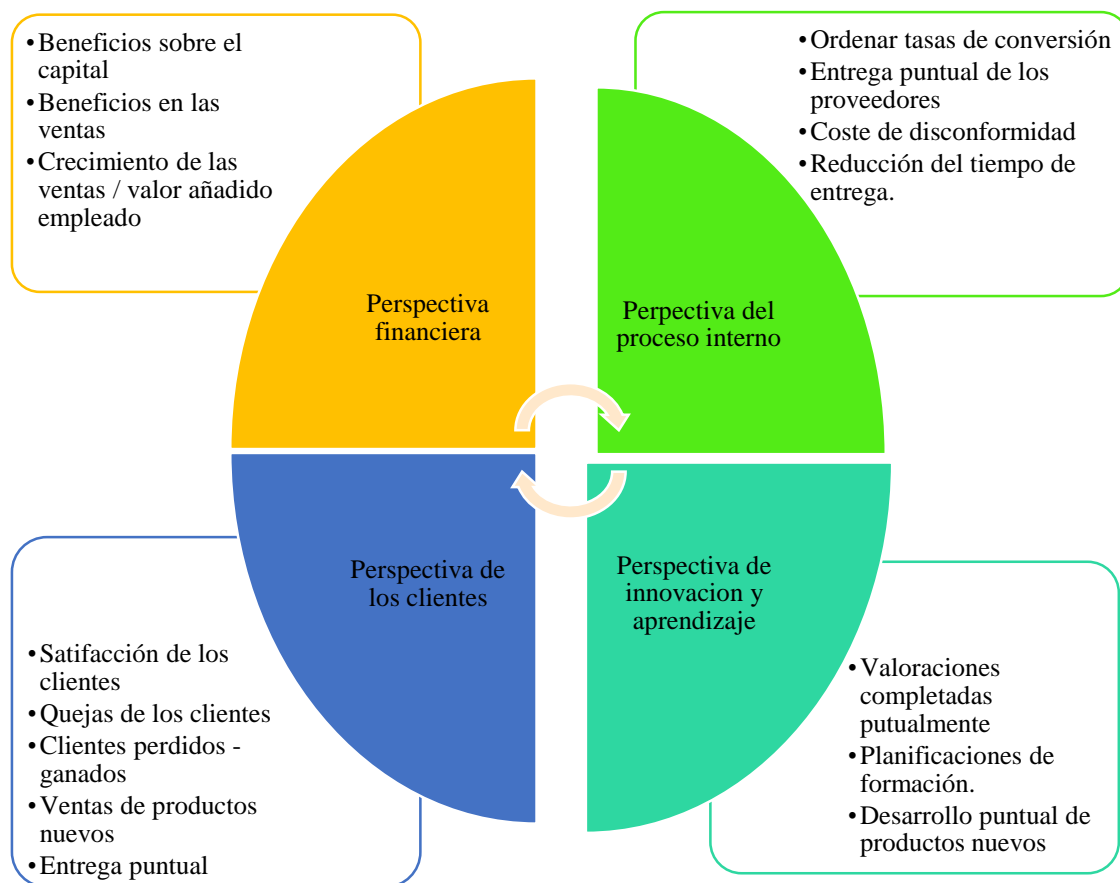 •Beneficios sobre el
capital
•Beneficios en las
ventas
•Crecimiento de las
ventas / valor añadido
empleado
•Ordenar tasas de conversión
•Entrega puntual de los
proveedores
•Coste de disconformidad
•Reducción del tiempo de
entrega.
Perspectiva
financiera
Perpectiva del
proceso interno
Perspectiva de
los clientes
Perspectiva de
innovacion y
aprendizaje
•Satifacción de los
clientes
•Quejas de los clientes
•Clientes perdidos -
ganados
•Ventas de productos
nuevos
•Entrega puntual
•Valoraciones
completadas
putualmente
•Planificaciones de
formación.
•Desarrollo puntual de
productos nuevos